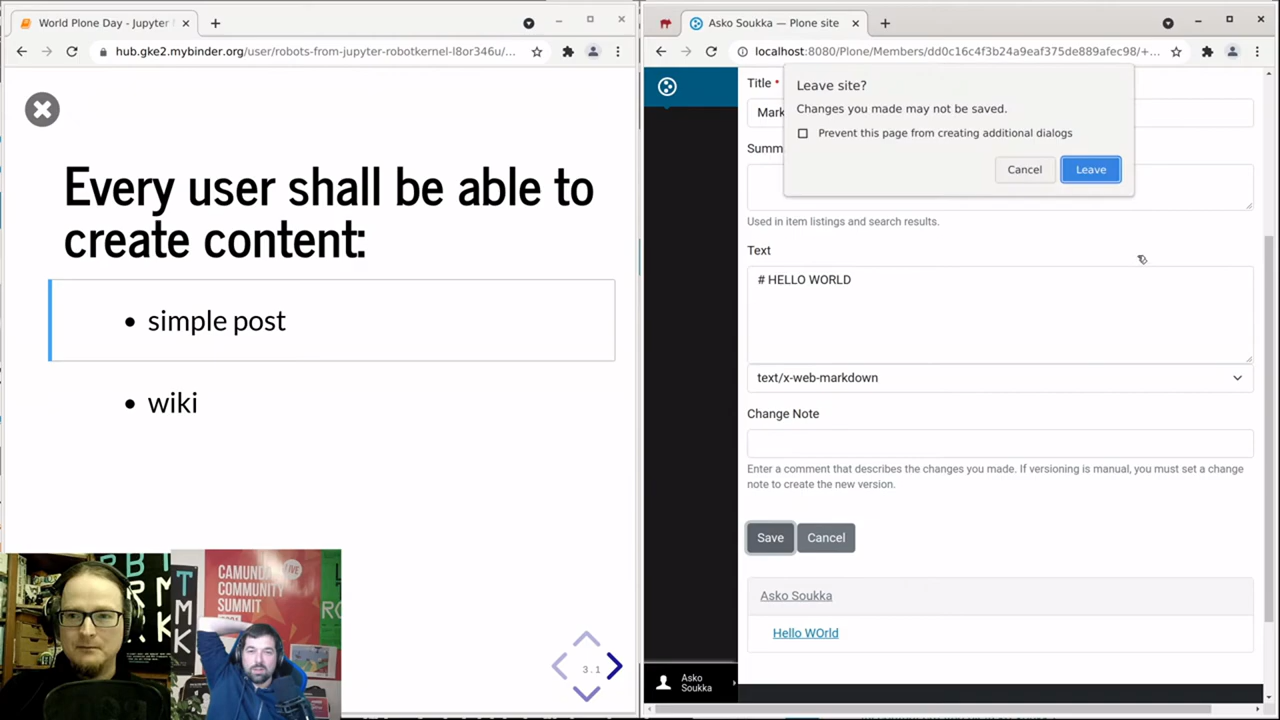 World Plone Day - Jupyter
hub.gke2.mybinder.org/user/robots-from-jupyter-robotkernel-l8or346u/...
Every user shall be able to
create content:
• simple post
• wiki
3.1
TMK
CAMUNDA
COMMUNITY
SUMMIT
LIVE
Asko Soukka — Plone site
localhost:8080/Plone/Members/dd0c16c4f3b24a9eaf375de889afec98/+...
Leave site?
Changes you made may not be saved.
Prevent this page from creating additional dialogs
Cancel
Leave
Title •
Mark
Summ
Used in item listings and search results.
Text
# HELLO WORLD
text/x-web-markdown
Change Note
Enter a comment that describes the changes you made. If versioning is manual, you must set a change
note to create the new version.
Save
Cancel
Asko Soukka
Hello WOrld
Asko
Soukka